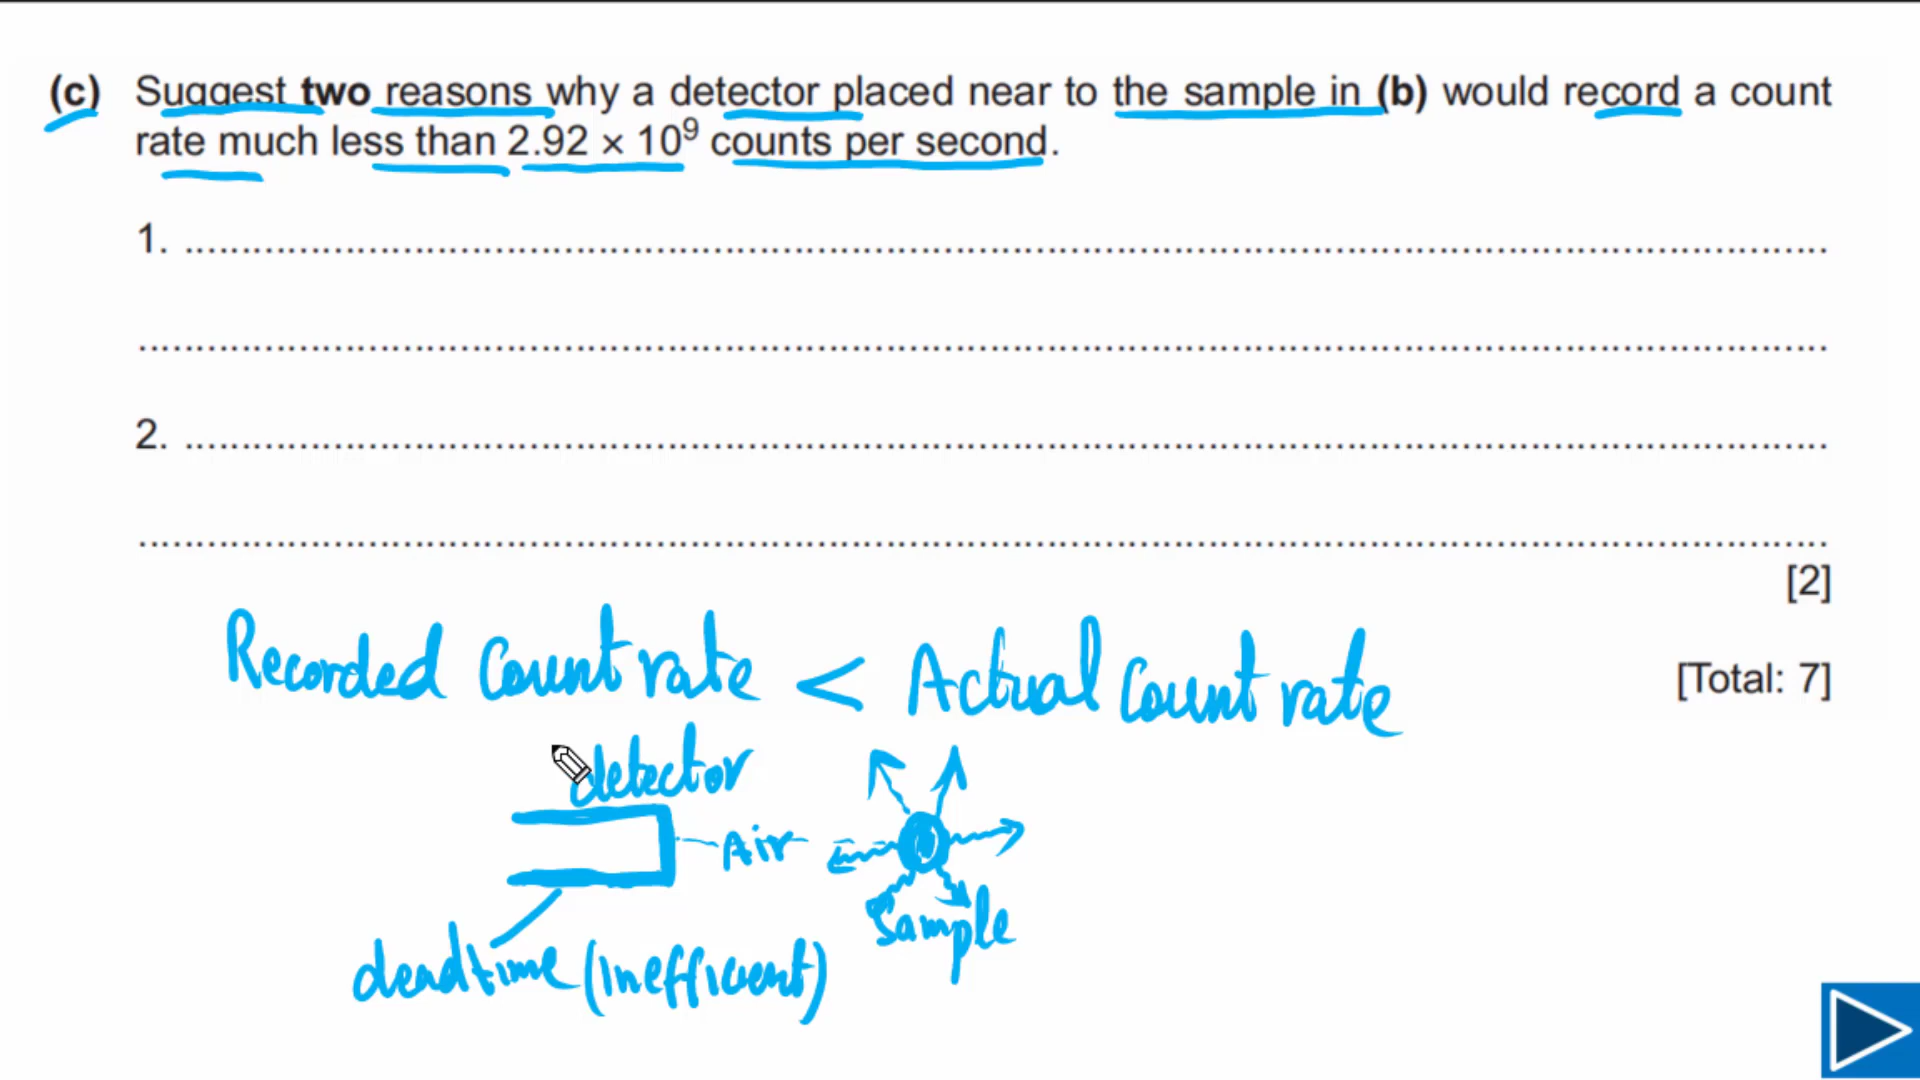 (c) Suggest two reasons why a detector placed near to the sample in (b) would record a count
rate much less than 2.92 × 10⁹ counts per second.
1. ................................................................
................................................................
2. ................................................................
................................................................
[2]
Recorded Count rate < Actual Count rate
[Total: 7]
detector
Air
Sample
deadtime (inefficient)